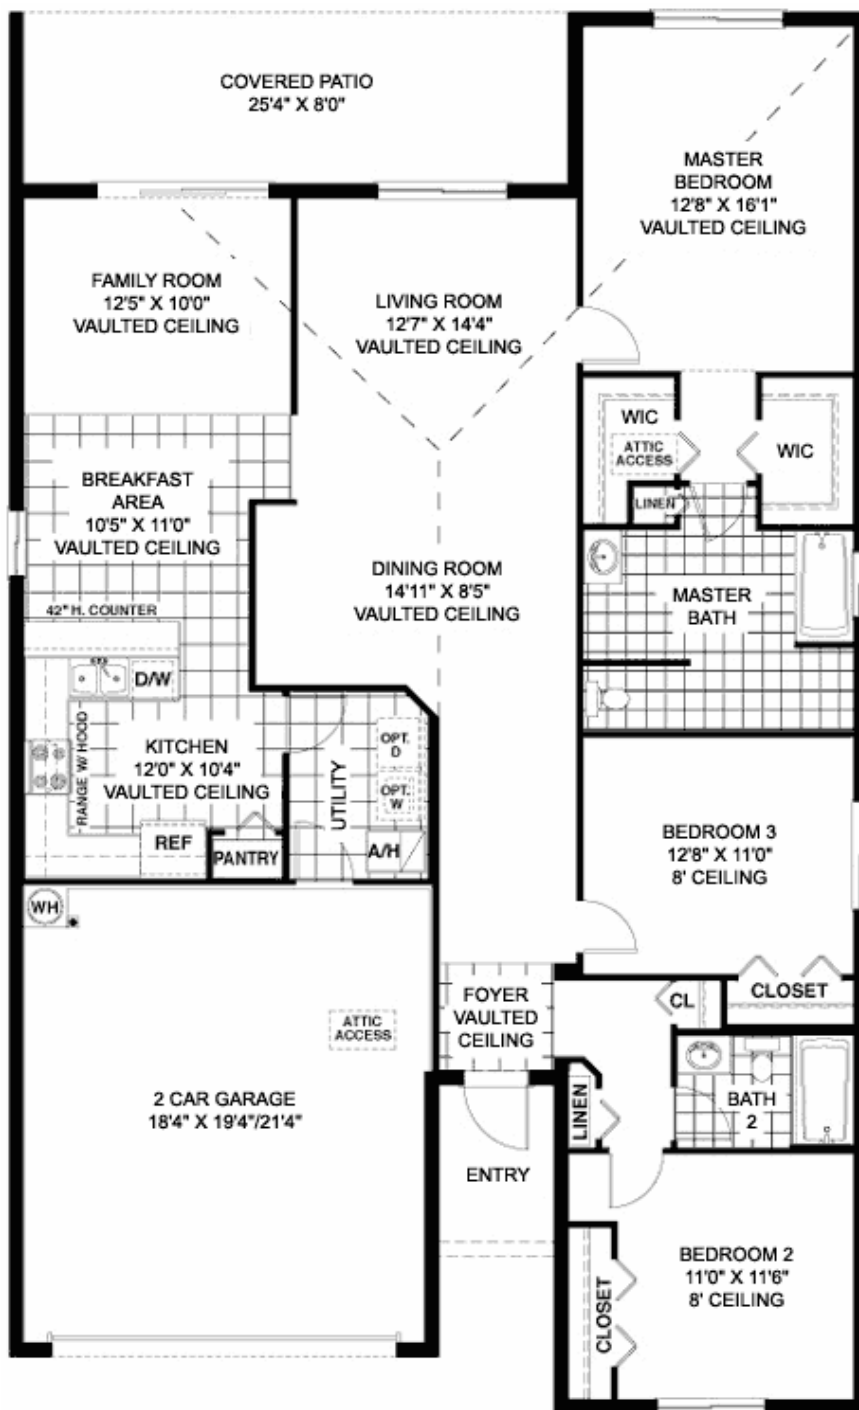 COVERED PATIO
25'4" X 8'0"
MASTER
BEDROOM
12'8" X 16'1"
VAULTED CEILING
FAMILY ROOM
12'5" X 10'0"
VAULTED CEILING
LIVING ROOM
12'7" X 14'4"
VAULTED CEILING
WIC
ATTIC
ACCESS
WIC
LINEN
BREAKFAST
AREA
10'5" X 11'0"
VAULTED CEILING
DINING ROOM
14'11" X 8'5"
VAULTED CEILING
MASTER
BATH
42" H. COUNTER
D/W
RANGE W/ HOOD
KITCHEN
12'0" X 10'4"
VAULTED CEILING
UTILITY
OPT.
D
OPT.
W
REF
PANTRY
A/H
BEDROOM 3
12'8" X 11'0"
8' CEILING
WH
FOYER
VAULTED
CEILING
CL
CLOSET
ATTIC
ACCESS
2 CAR GARAGE
18'4" X 19'4"/21'4"
LINEN
BATH
2
ENTRY
BEDROOM 2
11'0" X 11'6"
8' CEILING
CLOSET